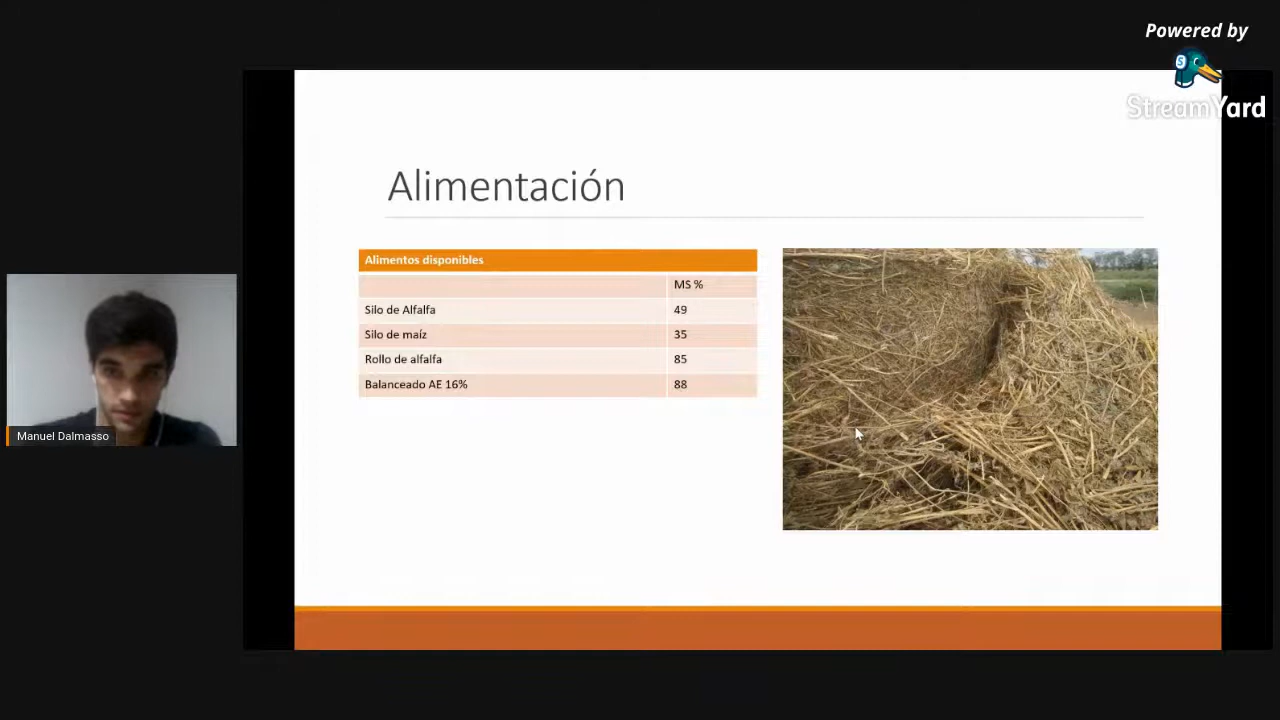 Powered by
StreamYard
Alimentación
Alimentos disponibles
MS %
Silo de Alfalfa 49
Silo de maíz 35
Rollo de alfalfa 85
Balanceado AE 16% 88
Manuel Dalmasso